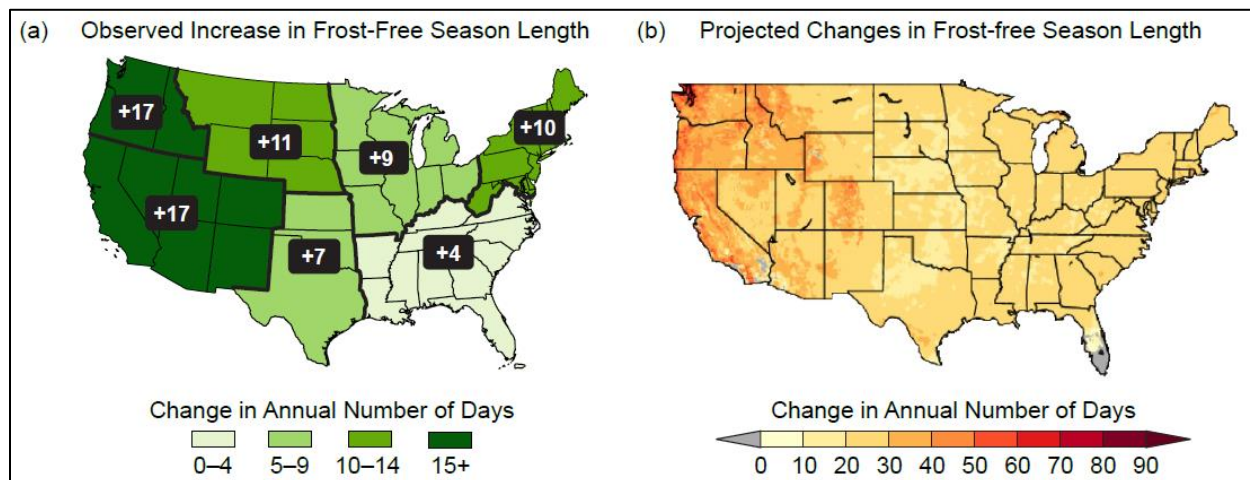 (a) Observed Increase in Frost-Free Season Length
+17
+11
+9
+10
+17
+7
+4
Change in Annual Number of Days
0–4 5–9 10–14 15+
(b) Projected Changes in Frost-free Season Length
Change in Annual Number of Days
0 10 20 30 40 50 60 70 80 90